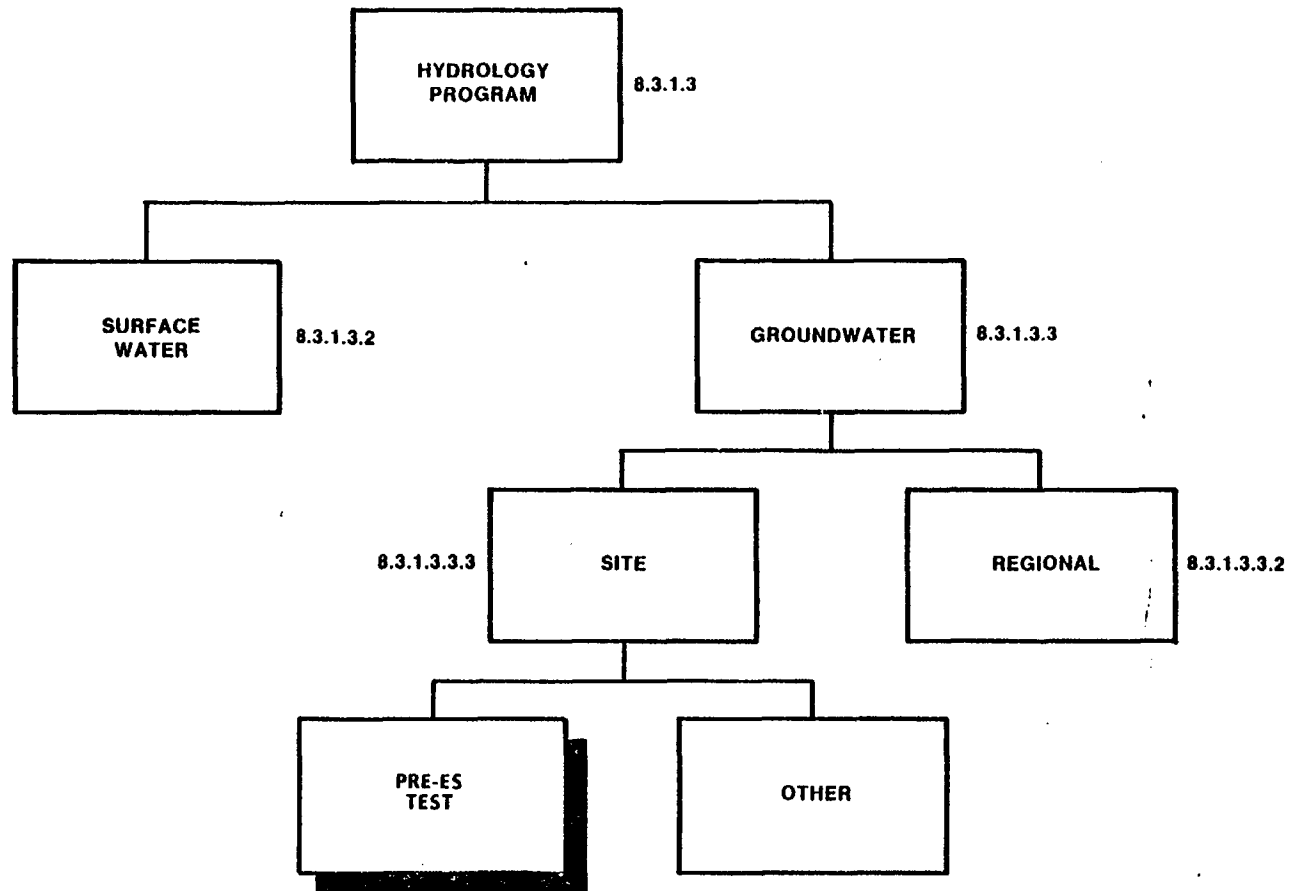 HYDROLOGY
PROGRAM
8.3.1.3
SURFACE
WATER
8.3.1.3.2
GROUNDWATER
8.3.1.3.3
8.3.1.3.3.3
SITE
REGIONAL
8.3.1.3.3.2
PRE-ES
TEST
OTHER